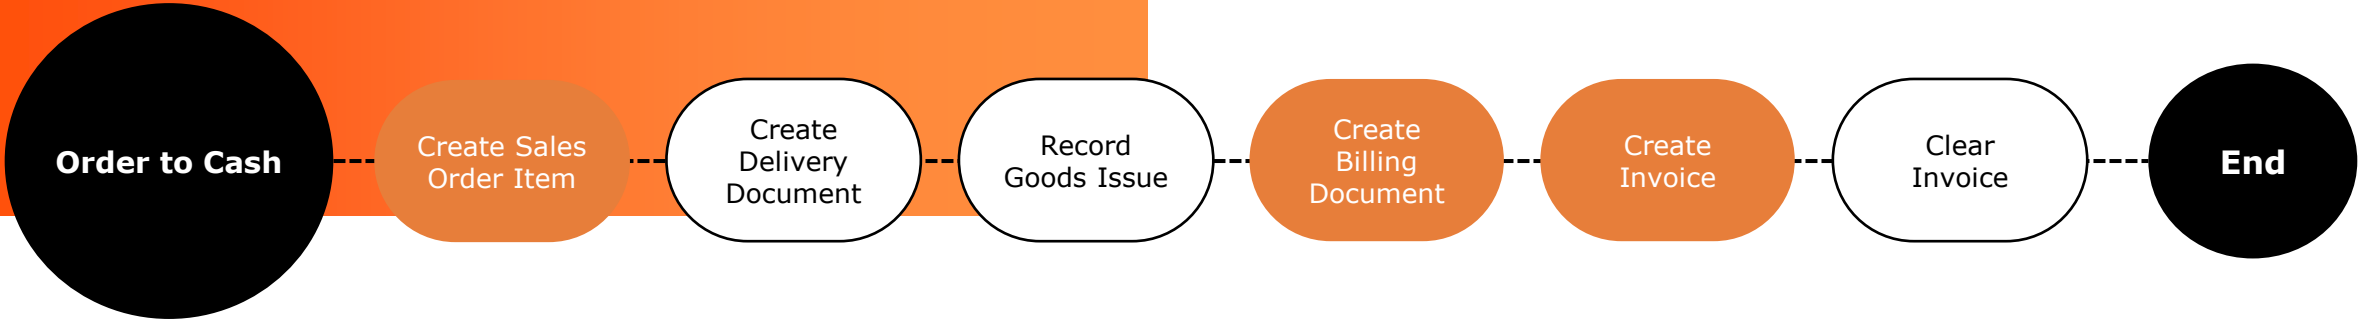 Order to Cash
Create Sales
Order Item
Create
Delivery
Document
Record
Goods Issue
Create
Billing
Document
Create
Invoice
Clear
Invoice
End